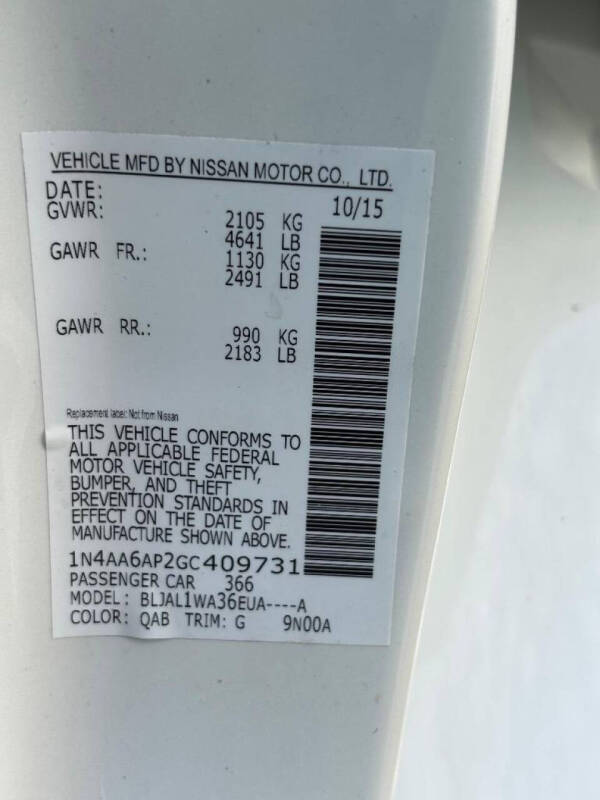 VEHICLE MFD BY NISSAN MOTOR CO., LTD.
DATE: 10/15
GVWR: 2105 KG
4641 LB
GAWR FR.: 1130 KG
2491 LB
GAWR RR.: 990 KG
2183 LB
Replacement label: Not from Nissan
THIS VEHICLE CONFORMS TO
ALL APPLICABLE FEDERAL
MOTOR VEHICLE SAFETY,
BUMPER, AND THEFT
PREVENTION STANDARDS IN
EFFECT ON THE DATE OF
MANUFACTURE SHOWN ABOVE.
1N4AA6AP2GC409731
PASSENGER CAR 366
MODEL: BLJAL1WA36EUA----A
COLOR: QAB TRIM: G 9N00A